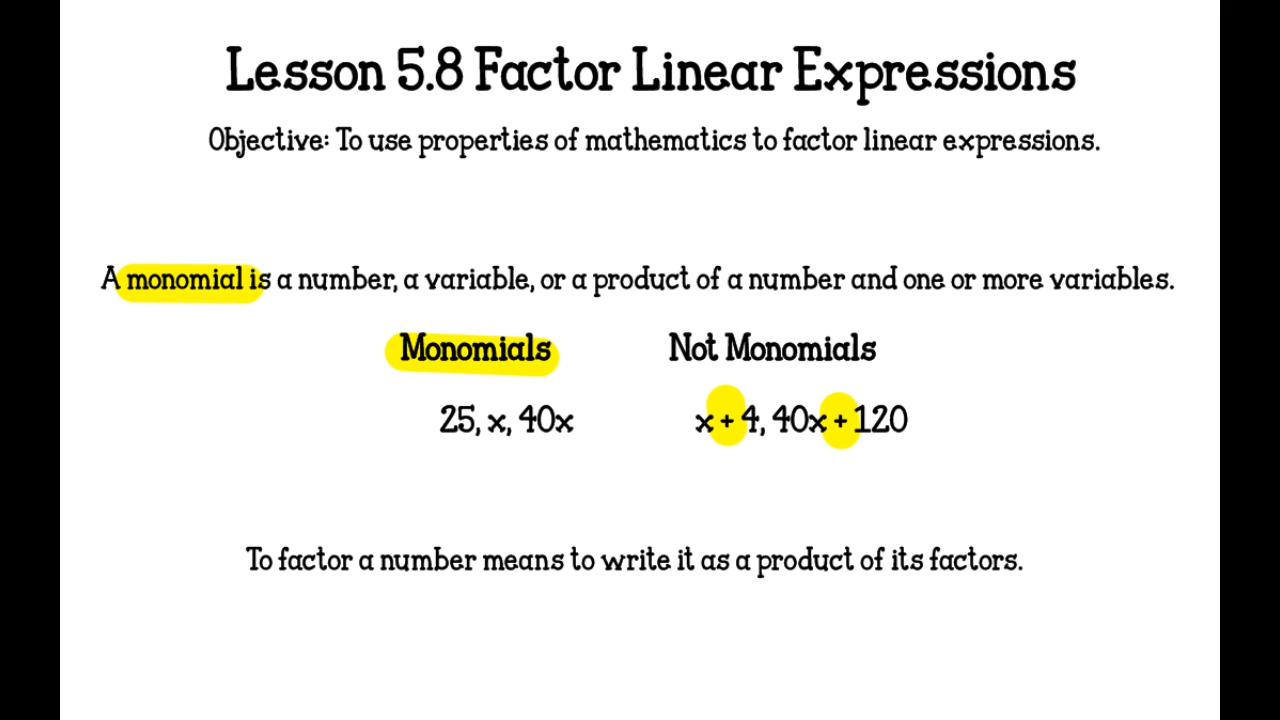 Lesson 5.8 Factor Linear Expressions
Objective: To use properties of mathematics to factor linear expressions.
A monomial is a number, a variable, or a product of a number and one or more variables.
Monomials Not Monomials
25, x, 40x x + 4, 40x + 120
To factor a number means to write it as a product of its factors.